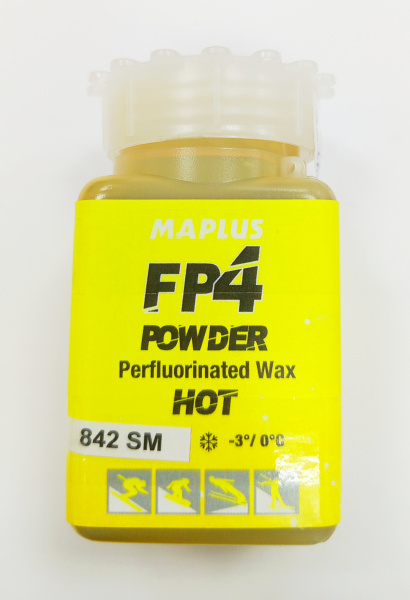 MAPLUS
FP4
POWDER
Perfluorinated Wax
HOT
842 SM
-3°/ 0°C